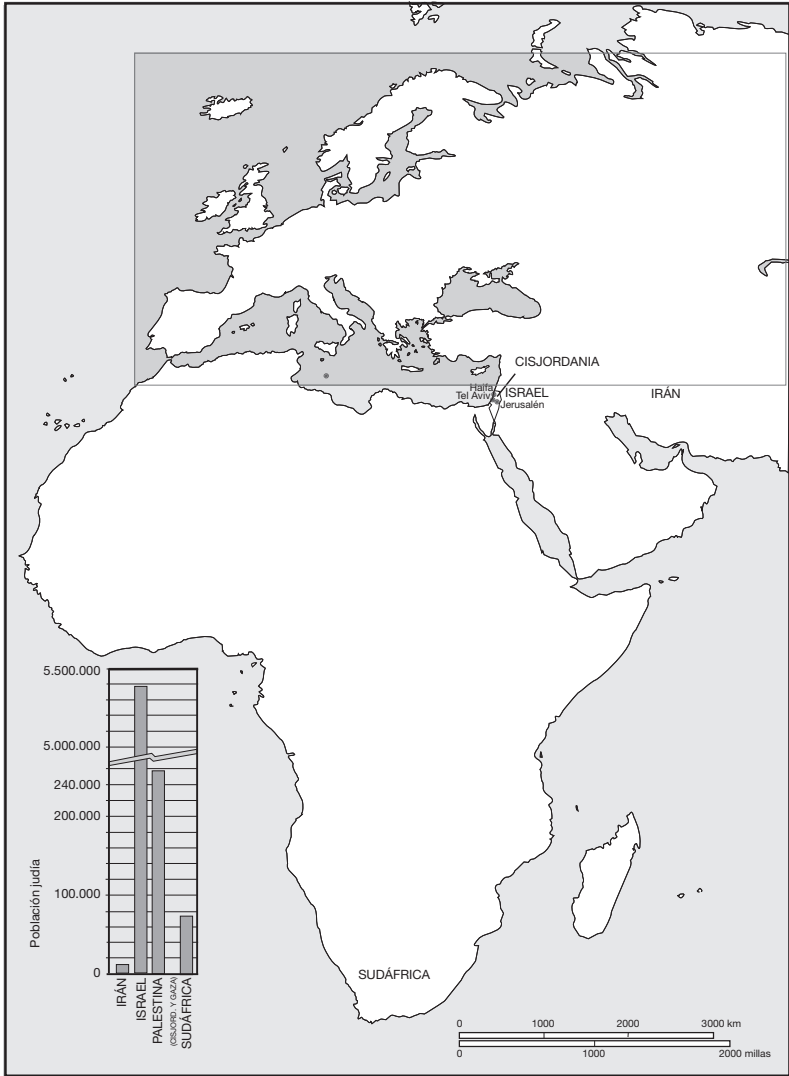 CISJORDANIA
Haifa
ISRAEL
IRÁN
Tel Aviv
Jerusalén
5.500.000
5.000.000
240.000
200.000
100.000
0
Población judía
IRÁN
ISRAEL
PALESTINA
(CISJORD. Y GAZA)
SUDÁFRICA
SUDÁFRICA
0 1000 2000 3000 km
0 1000 2000 millas